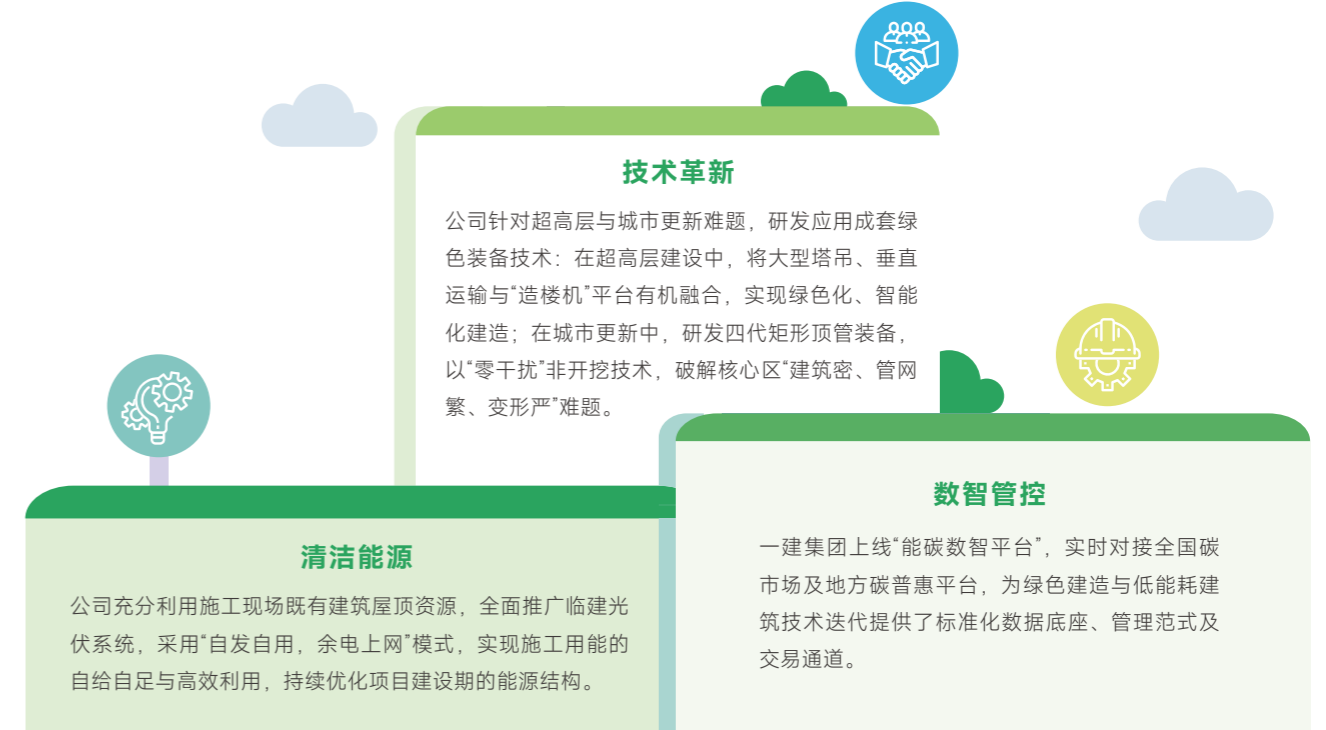 技术革新
公司针对超高层与城市更新难题，研发应用成套绿
色装备技术：在超高层建设中，将大型塔吊、垂直
运输与“造楼机”平台有机融合，实现绿色化、智能
化建造；在城市更新中，研发四代矩形顶管装备，
以“零干扰”非开挖技术，破解核心区“建筑密、管网
繁、变形严”难题。
清洁能源
公司充分利用施工现场既有建筑屋顶资源，全面推广临建光
伏系统，采用“自发自用，余电上网”模式，实现施工用能的
自给自足与高效利用，持续优化项目建设期的能源结构。
数智管控
一建集团上线“能碳数智平台”，实时对接全国碳
市场及地方碳普惠平台，为绿色建造与低能耗建
筑技术迭代提供了标准化数据底座、管理范式及
交易通道。